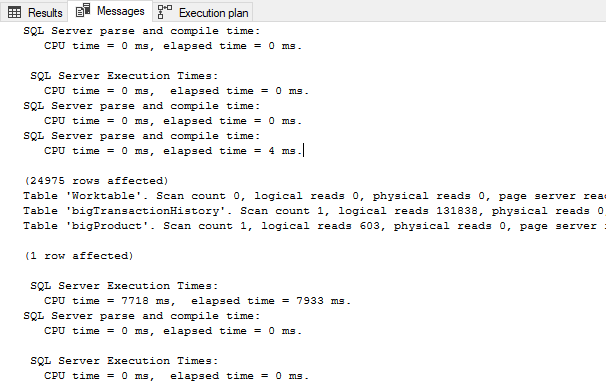 Results Messages Execution plan
SQL Server parse and compile time:
CPU time = 0 ms, elapsed time = 0 ms.
SQL Server Execution Times:
CPU time = 0 ms,  elapsed time = 0 ms.
SQL Server parse and compile time:
CPU time = 0 ms, elapsed time = 0 ms.
SQL Server parse and compile time:
CPU time = 0 ms, elapsed time = 4 ms.
(24975 rows affected)
Table 'Worktable'. Scan count 0, logical reads 0, physical reads 0, page server
Table 'bigTransactionHistory'. Scan count 1, logical reads 131838, physical reads 0
Table 'bigProduct'. Scan count 1, logical reads 603, physical reads 0, page server
(1 row affected)
SQL Server Execution Times:
CPU time = 7718 ms,  elapsed time = 7933 ms.
SQL Server parse and compile time:
CPU time = 0 ms, elapsed time = 0 ms.
SQL Server Execution Times:
CPU time = 0 ms,  elapsed time = 0 ms.